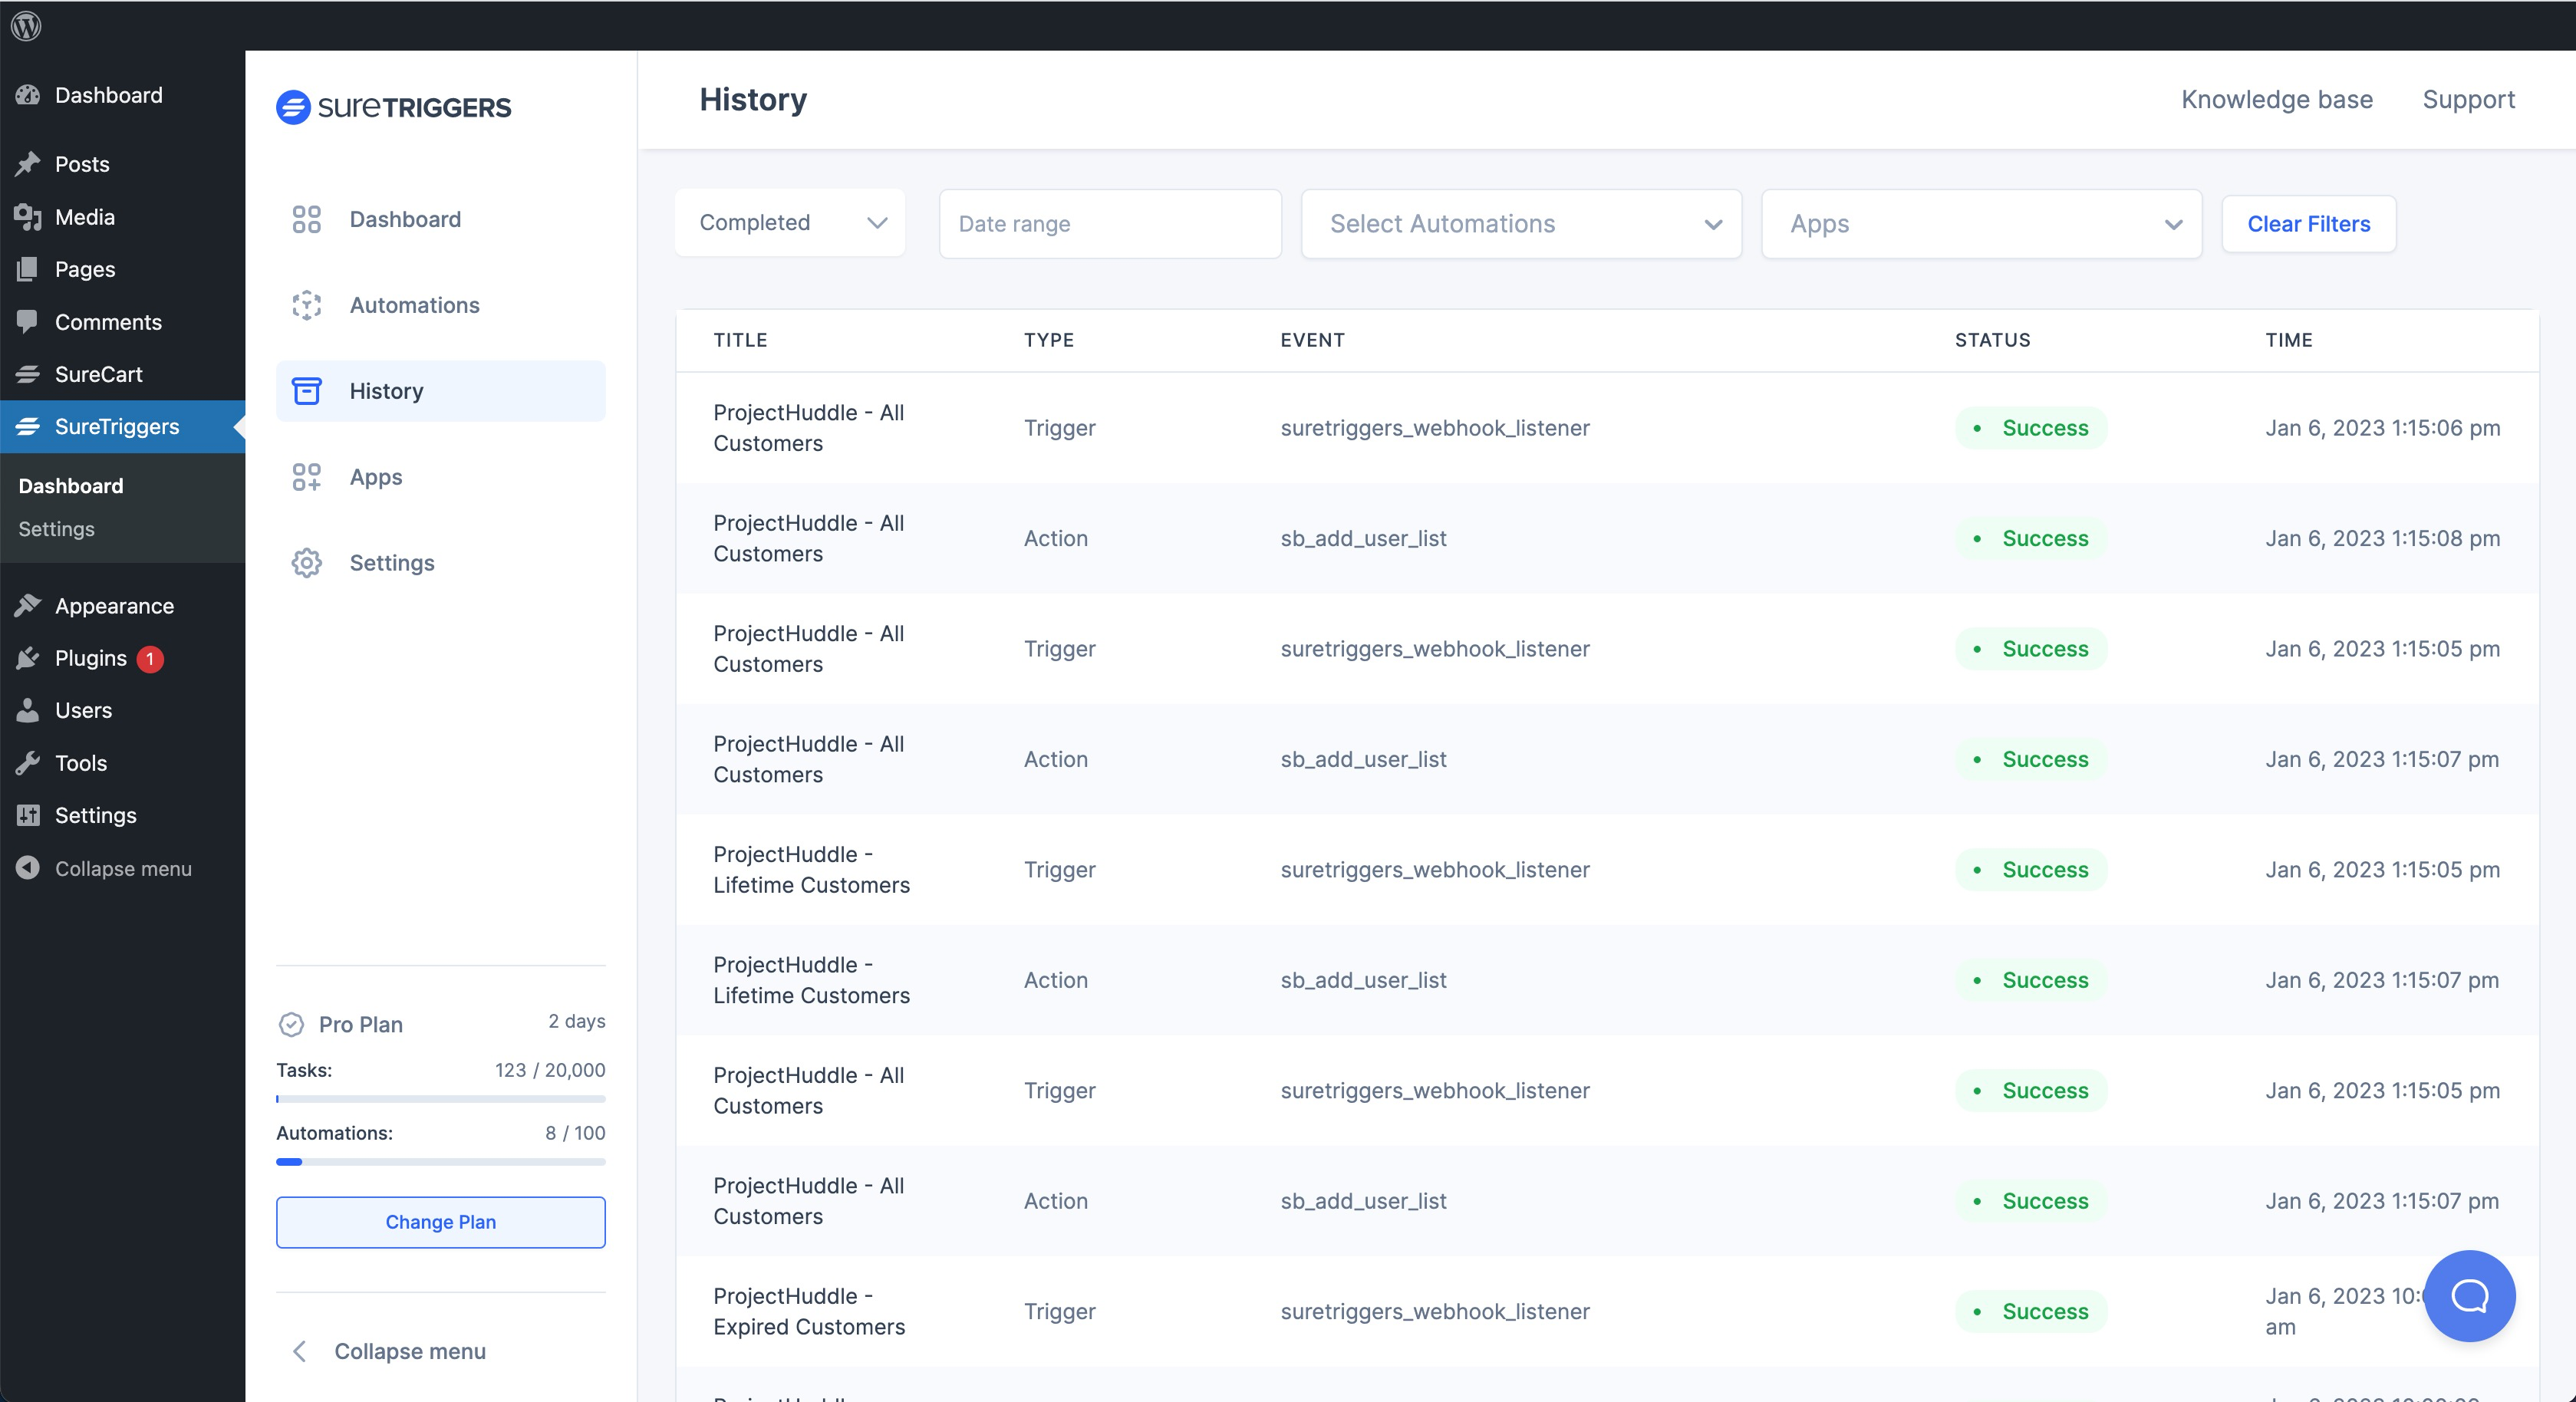 Dashboard
Posts
Media
Pages
Comments
SureCart
SureTriggers
Dashboard
Settings
Appearance
Plugins 1
Users
Tools
Settings
Collapse menu
sureTRIGGERS
Dashboard
Automations
History
Apps
Settings
Pro Plan 2 days
Tasks: 123 / 20,000
Automations: 8 / 100
Change Plan
Collapse menu
History Knowledge base Support
Completed Date range Select Automations Apps Clear Filters
TITLE TYPE EVENT STATUS TIME
ProjectHuddle - All
Customers
Trigger suretriggers_webhook_listener Success Jan 6, 2023 1:15:06 pm
ProjectHuddle - All
Customers
Action sb_add_user_list Success Jan 6, 2023 1:15:08 pm
ProjectHuddle - All
Customers
Trigger suretriggers_webhook_listener Success Jan 6, 2023 1:15:05 pm
ProjectHuddle - All
Customers
Action sb_add_user_list Success Jan 6, 2023 1:15:07 pm
ProjectHuddle -
Lifetime Customers
Trigger suretriggers_webhook_listener Success Jan 6, 2023 1:15:05 pm
ProjectHuddle -
Lifetime Customers
Action sb_add_user_list Success Jan 6, 2023 1:15:07 pm
ProjectHuddle - All
Customers
Trigger suretriggers_webhook_listener Success Jan 6, 2023 1:15:05 pm
ProjectHuddle - All
Customers
Action sb_add_user_list Success Jan 6, 2023 1:15:07 pm
ProjectHuddle -
Expired Customers
Trigger suretriggers_webhook_listener Success Jan 6, 2023
am